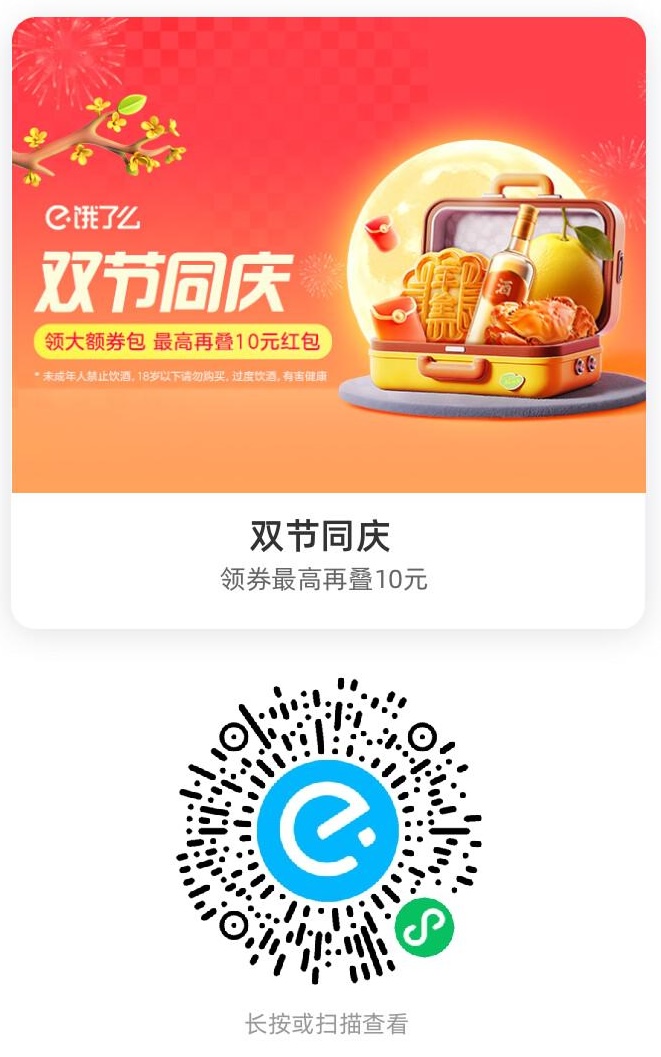 饿了么
双节同庆
领大额券包 最高再叠10元红包
* 未成年人禁止饮酒，18岁以下请勿购买，过度饮酒，有害健康
酒
双节同庆
领券最高再叠10元
长按或扫描查看